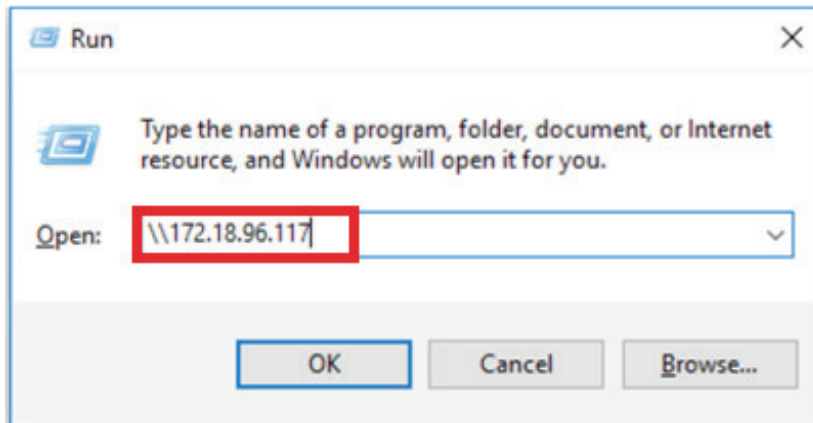 Run
Type the name of a program, folder, document, or Internet
resource, and Windows will open it for you.
Open: \\172.18.96.117
OK Cancel Browse...